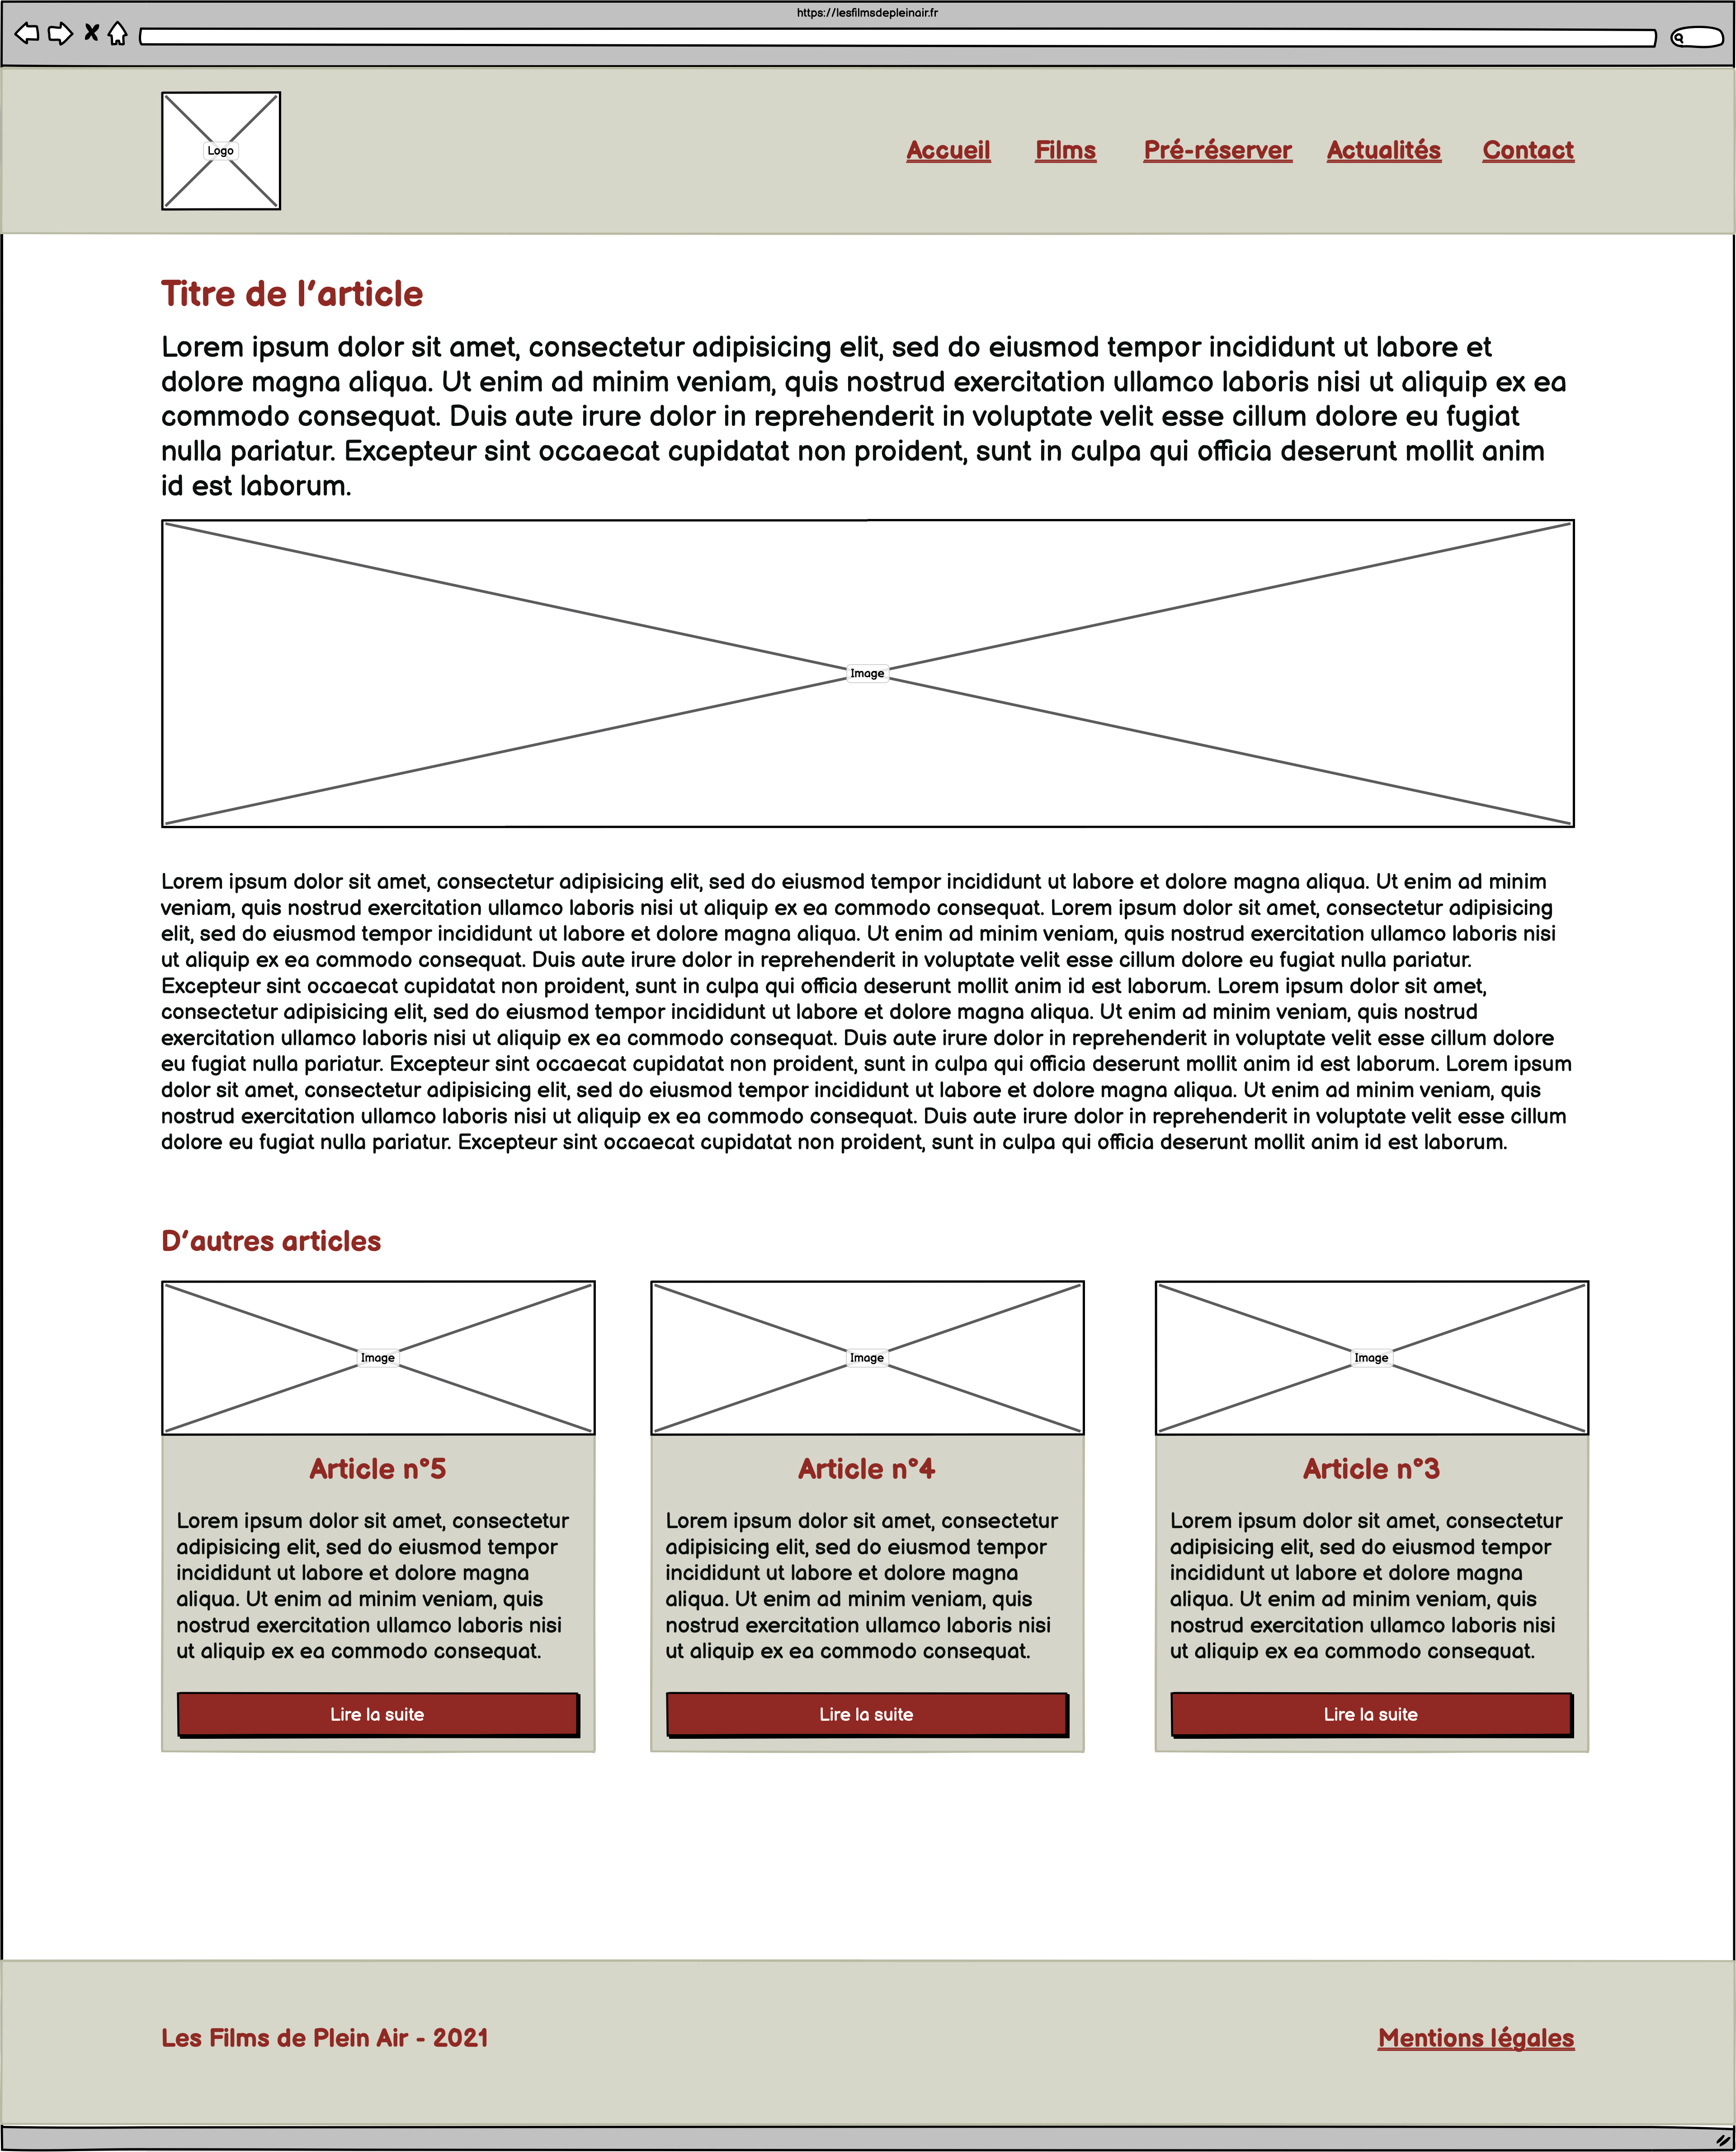 https://lesfilmsdepleinair.fr
Logo
Accueil Films Pré-réserver Actualités Contact
Titre de l'article
Lorem ipsum dolor sit amet, consectetur adipisicing elit, sed do eiusmod tempor incididunt ut labore et
dolore magna aliqua. Ut enim ad minim veniam, quis nostrud exercitation ullamco laboris nisi ut aliquip ex ea
commodo consequat. Duis aute irure dolor in reprehenderit in voluptate velit esse cillum dolore eu fugiat
nulla pariatur. Excepteur sint occaecat cupidatat non proident, sunt in culpa qui officia deserunt mollit anim
id est laborum.
Image
Lorem ipsum dolor sit amet, consectetur adipisicing elit, sed do eiusmod tempor incididunt ut labore et dolore magna aliqua. Ut enim ad minim
veniam, quis nostrud exercitation ullamco laboris nisi ut aliquip ex ea commodo consequat. Lorem ipsum dolor sit amet, consectetur adipisicing
elit, sed do eiusmod tempor incididunt ut labore et dolore magna aliqua. Ut enim ad minim veniam, quis nostrud exercitation ullamco laboris nisi
ut aliquip ex ea commodo consequat. Duis aute irure dolor in reprehenderit in voluptate velit esse cillum dolore eu fugiat nulla pariatur.
Excepteur sint occaecat cupidatat non proident, sunt in culpa qui officia deserunt mollit anim id est laborum. Lorem ipsum dolor sit amet,
consectetur adipisicing elit, sed do eiusmod tempor incididunt ut labore et dolore magna aliqua. Ut enim ad minim veniam, quis nostrud
exercitation ullamco laboris nisi ut aliquip ex ea commodo consequat. Duis aute irure dolor in reprehenderit in voluptate velit esse cillum dolore
eu fugiat nulla pariatur. Excepteur sint occaecat cupidatat non proident, sunt in culpa qui officia deserunt mollit anim id est laborum. Lorem ipsum
dolor sit amet, consectetur adipisicing elit, sed do eiusmod tempor incididunt ut labore et dolore magna aliqua. Ut enim ad minim veniam, quis
nostrud exercitation ullamco laboris nisi ut aliquip ex ea commodo consequat. Duis aute irure dolor in reprehenderit in voluptate velit esse cillum
dolore eu fugiat nulla pariatur. Excepteur sint occaecat cupidatat non proident, sunt in culpa qui officia deserunt mollit anim id est laborum.
D'autres articles
Image
Article n°5
Lorem ipsum dolor sit amet, consectetur
adipisicing elit, sed do eiusmod tempor
incididunt ut labore et dolore magna
aliqua. Ut enim ad minim veniam, quis
nostrud exercitation ullamco laboris nisi
ut aliquip ex ea commodo consequat.
Lire la suite
Image
Article n°4
Lorem ipsum dolor sit amet, consectetur
adipisicing elit, sed do eiusmod tempor
incididunt ut labore et dolore magna
aliqua. Ut enim ad minim veniam, quis
nostrud exercitation ullamco laboris nisi
ut aliquip ex ea commodo consequat.
Lire la suite
Image
Article n°3
Lorem ipsum dolor sit amet, consectetur
adipisicing elit, sed do eiusmod tempor
incididunt ut labore et dolore magna
aliqua. Ut enim ad minim veniam, quis
nostrud exercitation ullamco laboris nisi
ut aliquip ex ea commodo consequat.
Lire la suite
Les Films de Plein Air - 2021
Mentions légales